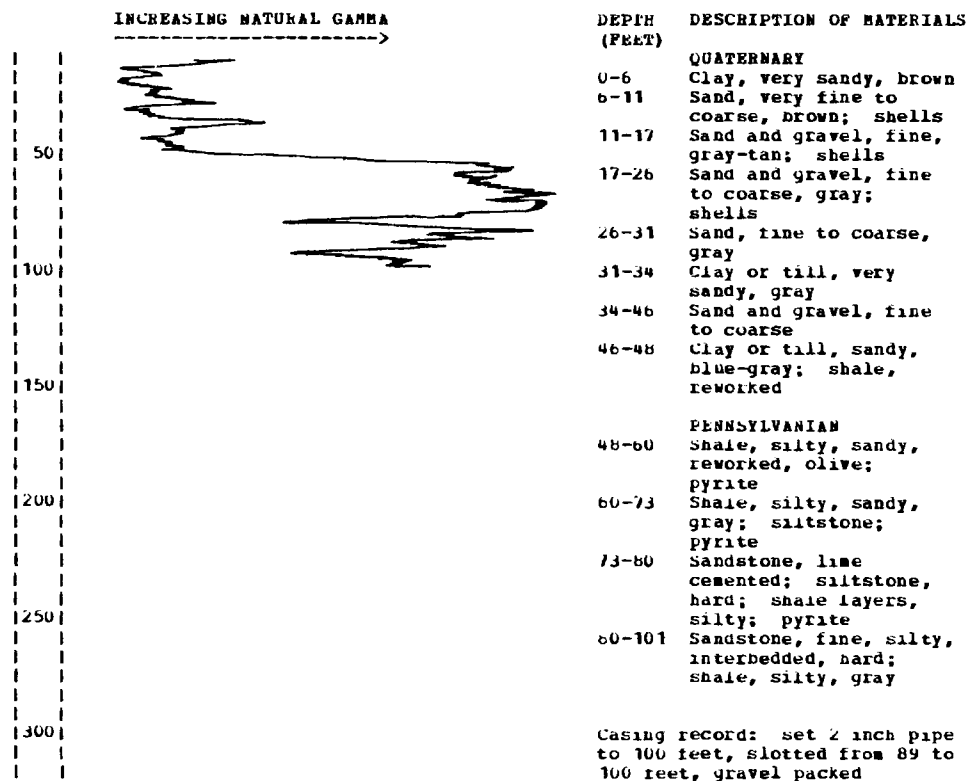 INCREASING NATURAL GAMMA
DEPTH DESCRIPTION OF MATERIALS
(FEET)
QUATERNARY
0-6 Clay, very sandy, brown
6-11 Sand, very fine to
coarse, brown; shells
11-17 Sand and gravel, fine,
gray-tan; shells
17-26 Sand and gravel, fine
to coarse, gray;
shells
26-31 Sand, fine to coarse,
gray
31-34 Clay or till, very
sandy, gray
34-46 Sand and gravel, fine
to coarse
46-48 Clay or till, sandy,
blue-gray; shale,
reworked
PENNSYLVANIAN
48-60 Shale, silty, sandy,
reworked, olive;
pyrite
60-73 Shale, silty, sandy,
gray; siltstone;
pyrite
73-80 Sandstone, lime
cemented; siltstone,
hard; shale layers,
silty; pyrite
80-101 Sandstone, fine, silty,
interbedded, hard;
shale, silty, gray
Casing record: set 2 inch pipe
to 100 feet, slotted from 89 to
100 feet, gravel packed
50
100
150
200
250
300